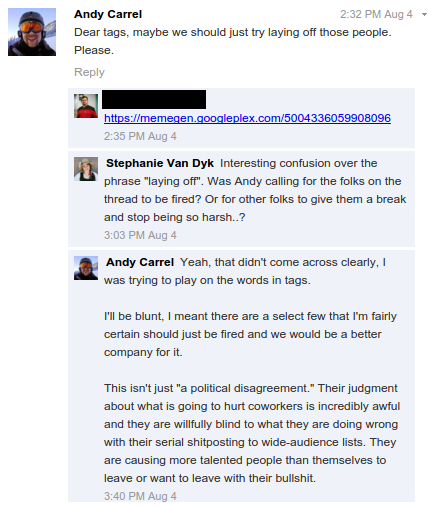 Andy Carrel 2:32 PM Aug 4
Dear tags, maybe we should just try laying off those people.
Please.
Reply
https://memegen.googleplex.com/5004336059908096
2:35 PM Aug 4
Stephanie Van Dyk Interesting confusion over the
phrase "laying off". Was Andy calling for the folks on the
thread to be fired? Or for other folks to give them a break
and stop being so harsh..?
3:03 PM Aug 4
Andy Carrel Yeah, that didn't come across clearly, I
was trying to play on the words in tags.
I'll be blunt, I meant there are a select few that I'm fairly
certain should just be fired and we would be a better
company for it.
This isn't just "a political disagreement." Their judgment
about what is going to hurt coworkers is incredibly awful
and they are willfully blind to what they are doing wrong
with their serial shitposting to wide-audience lists. They
are causing more talented people than themselves to
leave or want to leave with their bullshit.
3:40 PM Aug 4